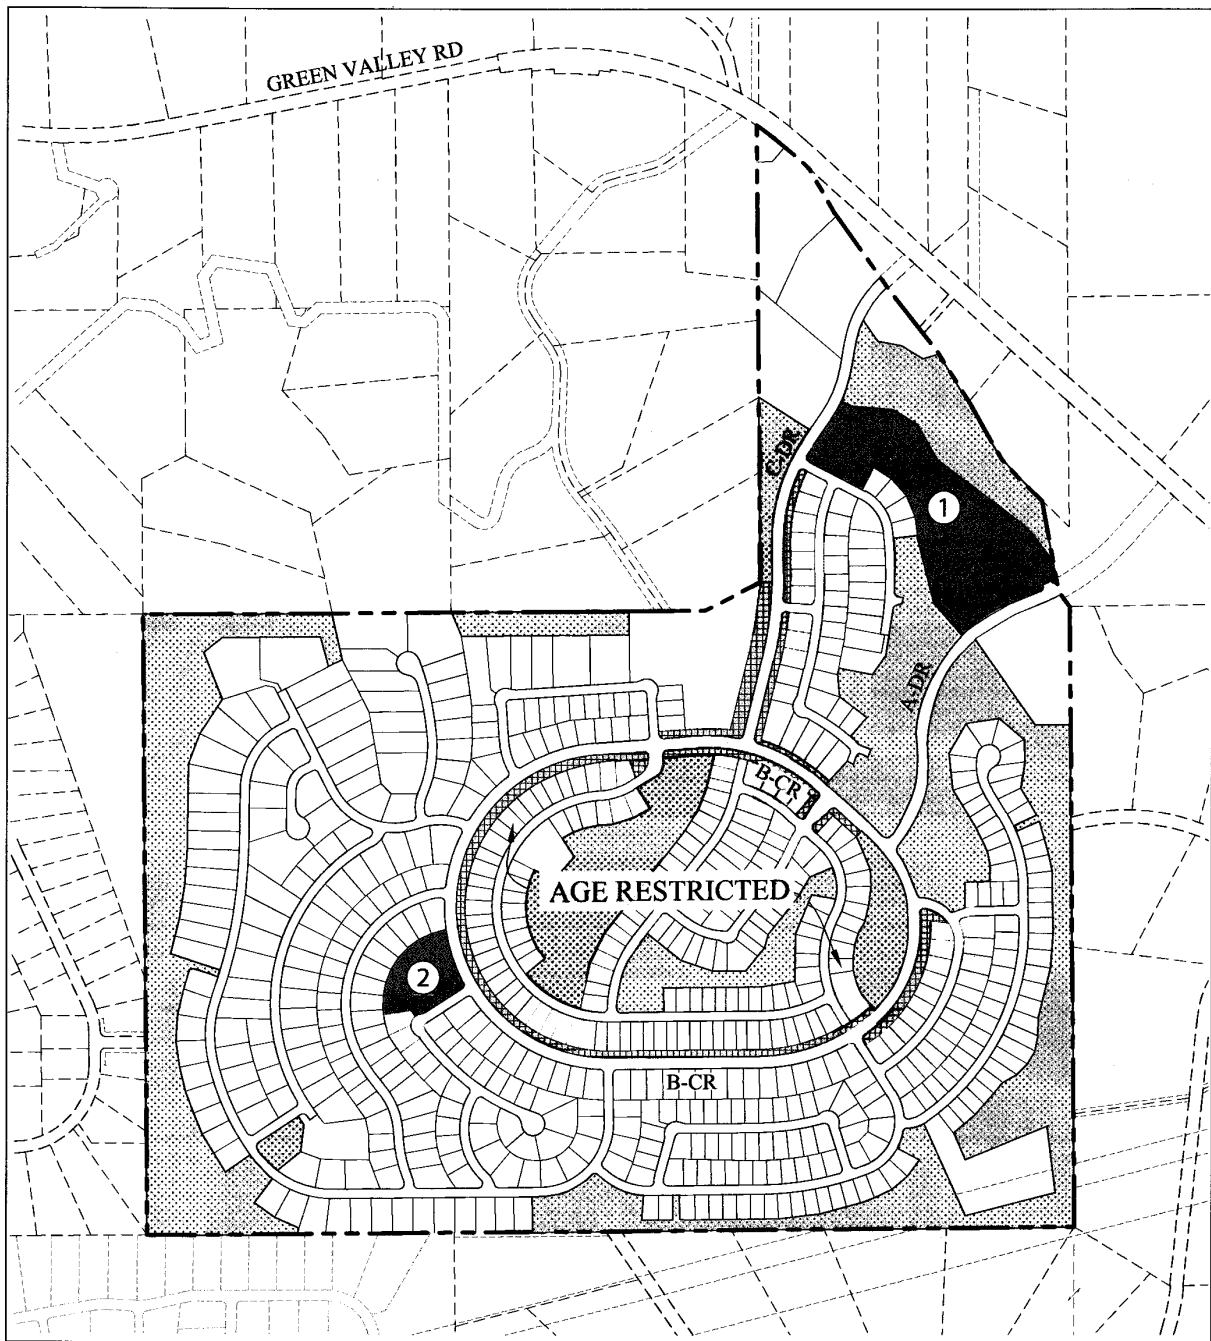 GREEN VALLEY RD
C-DR
1
A-DR
B-CR
AGE RESTRICTED
2
B-CR